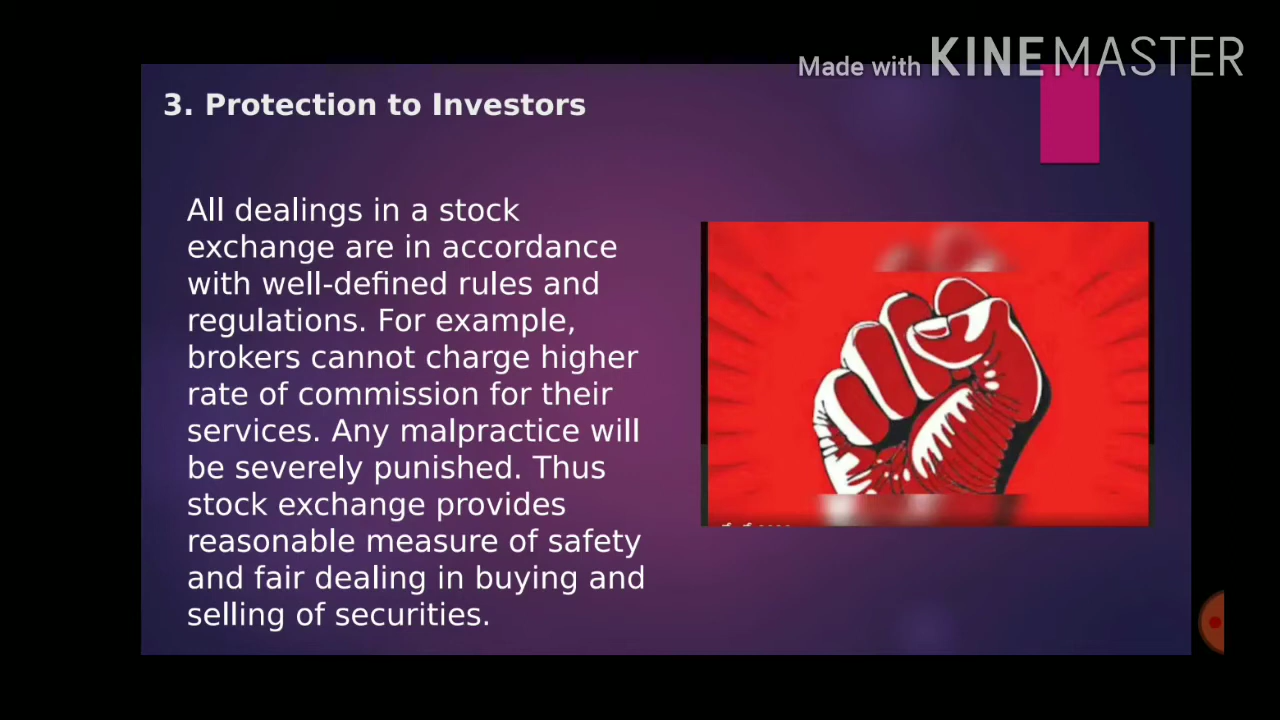 Made with KINEMASTER
3. Protection to Investors
All dealings in a stock
exchange are in accordance
with well-defined rules and
regulations. For example,
brokers cannot charge higher
rate of commission for their
services. Any malpractice will
be severely punished. Thus
stock exchange provides
reasonable measure of safety
and fair dealing in buying and
selling of securities.